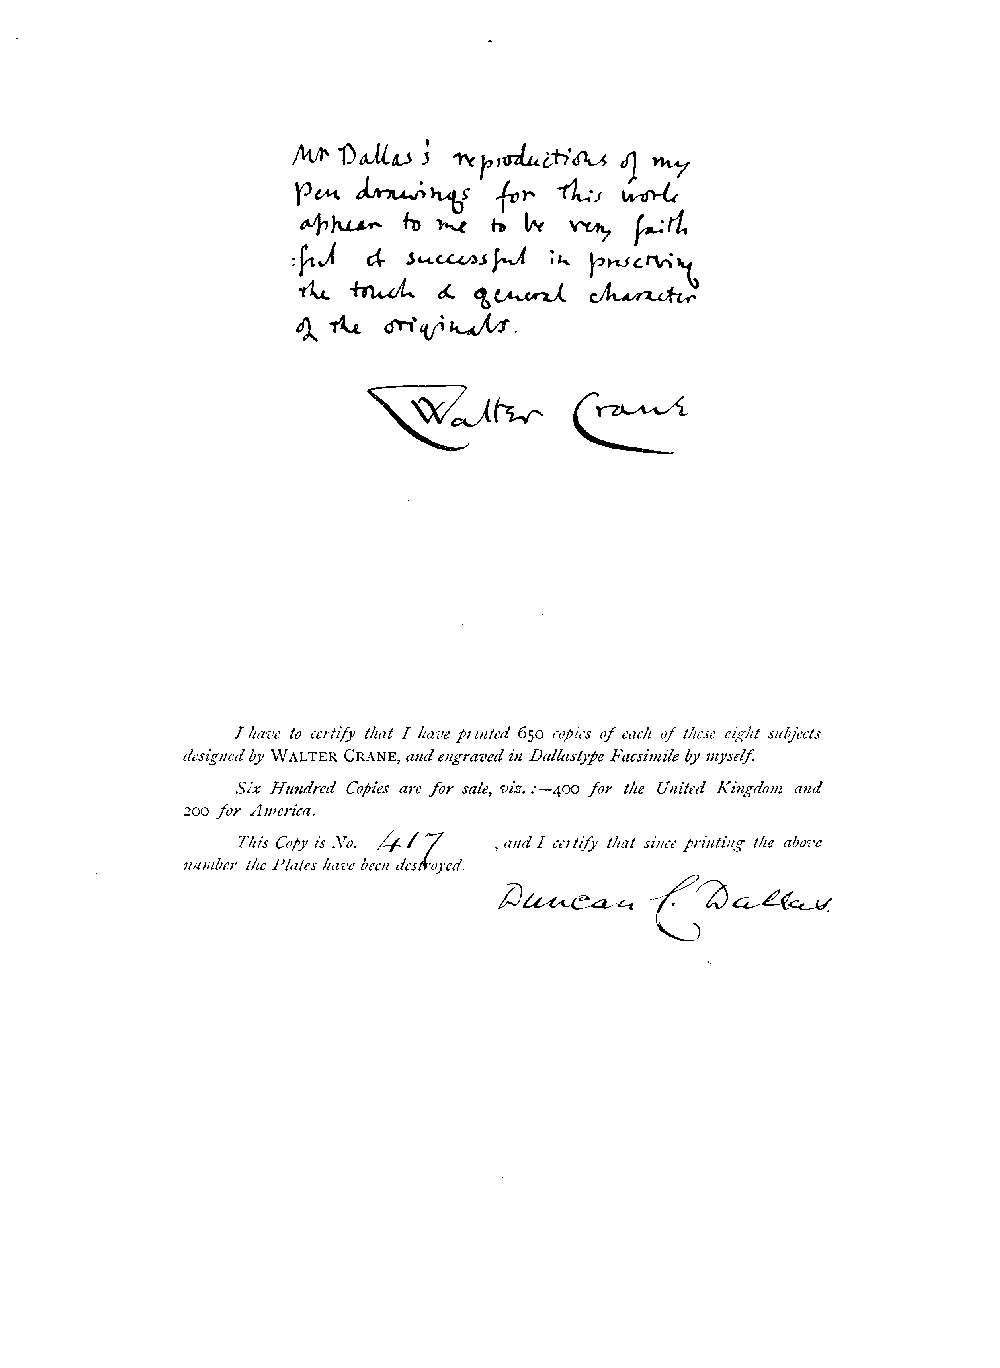 Mr Dallas's reproductions of my
pen drawings for this work
appear to me to be very faith
:ful & successful in preserving
the touch & general character
of the originals.
Walter Crane
I have to certify that I have printed 650 copies of each of these eight subjects
designed by WALTER CRANE, and engraved in Dallastype Facsimile by myself.
Six Hundred Copies are for sale, viz.:—400 for the United Kingdom and
200 for America.
This Copy is No. 417, and I certify that since printing the above
number the Plates have been destroyed.
Duncan C. Dallas.